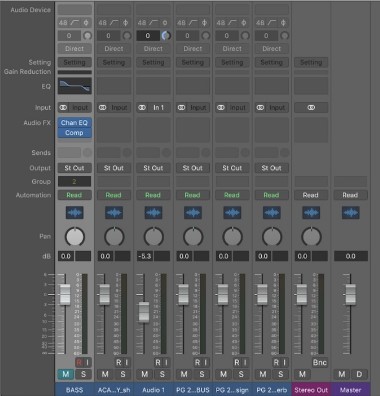 Audio Device
48 48 48 48 48 48
0 0 0 0 0 0
Direct Direct Direct Direct Direct Direct
Setting Setting Setting Setting Setting Setting Setting Setting
Gain Reduction
EQ
Input Input Input In 1 Input Input Input
Audio FX Chan EQ
Comp
Sends
Output St Out St Out St Out St Out St Out St Out
Group 2
Automation Read Read Read Read Read Read Read Read
Pan
dB 0.0 0.0 -5.3 0.0 0.0 0.0 0.0 0.0
R I R I R I R I R I R I Bnc
M S M S M S M S M S M S M M D
BASS ACA...Y_sh Audio 1 PG 2...BUS PG 2...sign PG 2...erb Stereo Out Master